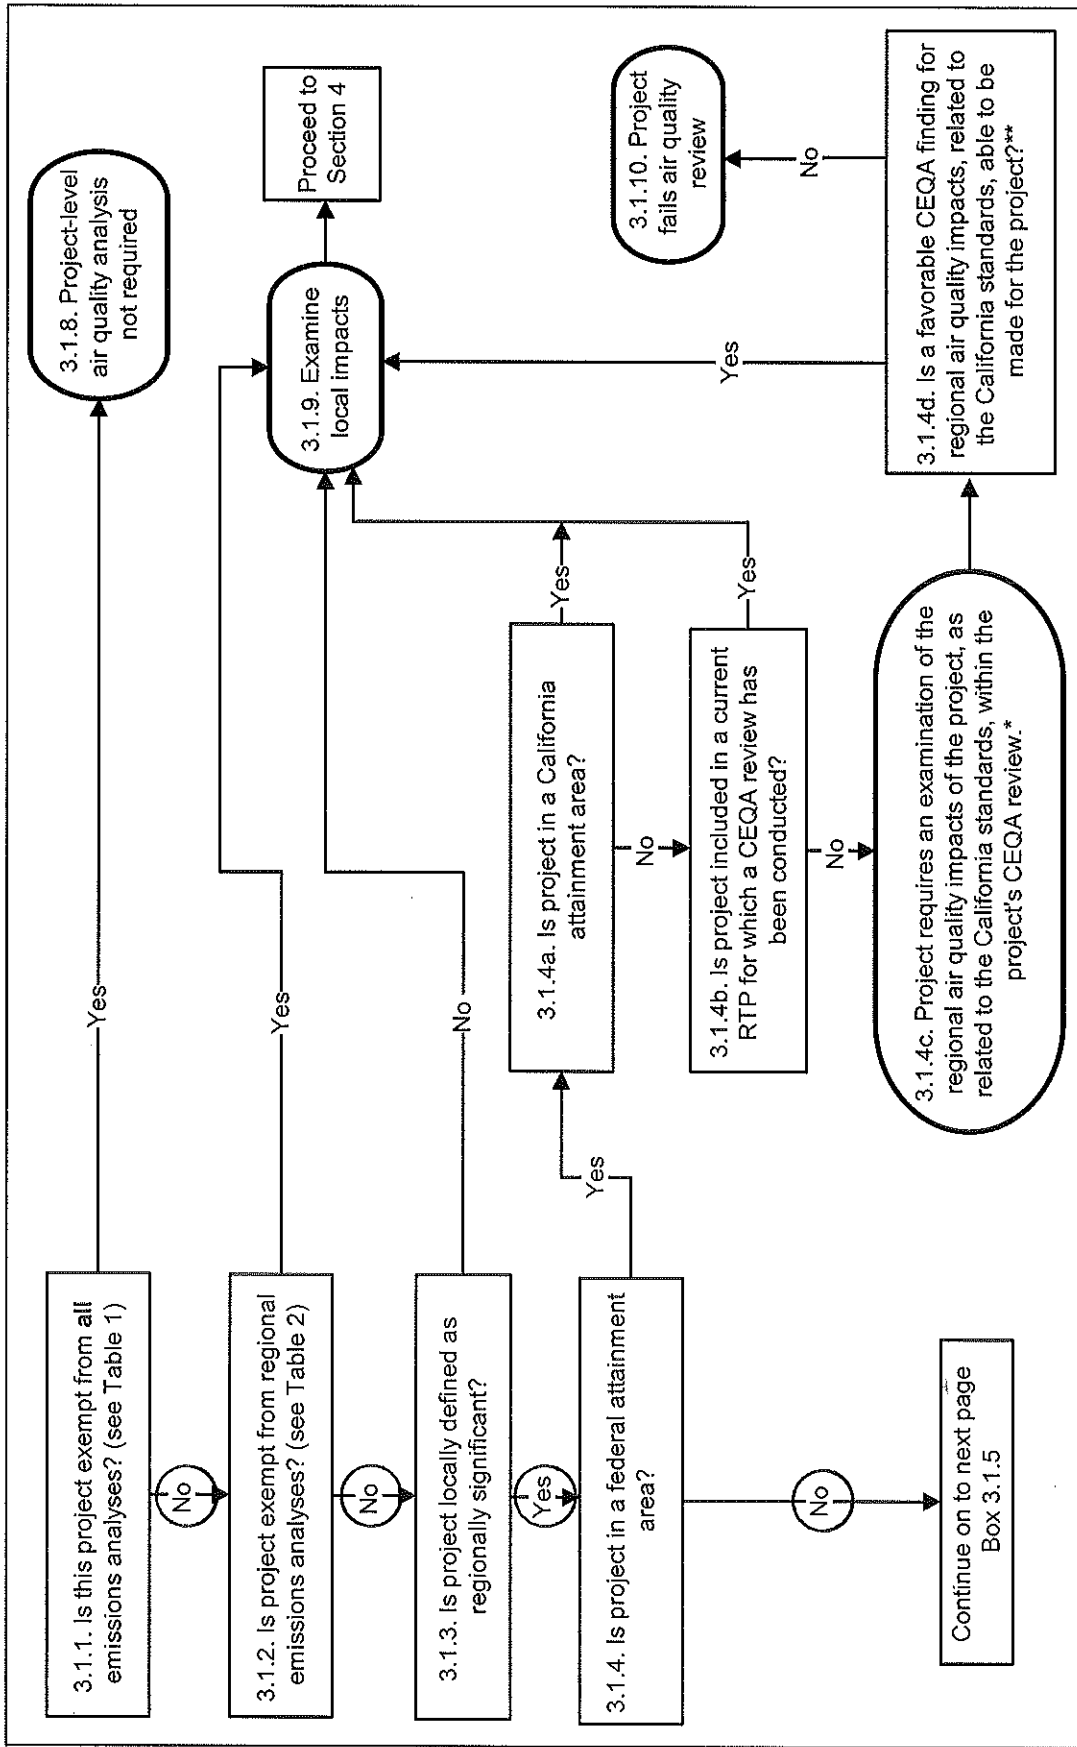 3.1.1. Is this project exempt from all
emissions analyses? (see Table 1)
Yes
3.1.8. Project-level
air quality analysis
not required
No
3.1.2. Is project exempt from regional
emissions analyses? (see Table 2)
Yes
No
3.1.3. Is project locally defined as
regionally significant?
No
3.1.9. Examine
local impacts
Proceed to
Section 4
Yes
3.1.4. Is project in a federal attainment
area?
Yes
3.1.4a. Is project in a California
attainment area?
Yes
No
3.1.4b. Is project included in a current
RTP for which a CEQA review has
been conducted?
Yes
No
3.1.4c. Project requires an examination of the
regional air quality impacts of the project, as
related to the California standards, within the
project's CEQA review.*
3.1.4d. Is a favorable CEQA finding for
regional air quality impacts, related to
the California standards, able to be
made for the project?**
Yes
No
3.1.10. Project
fails air quality
review
No
Continue on to next page
Box 3.1.5